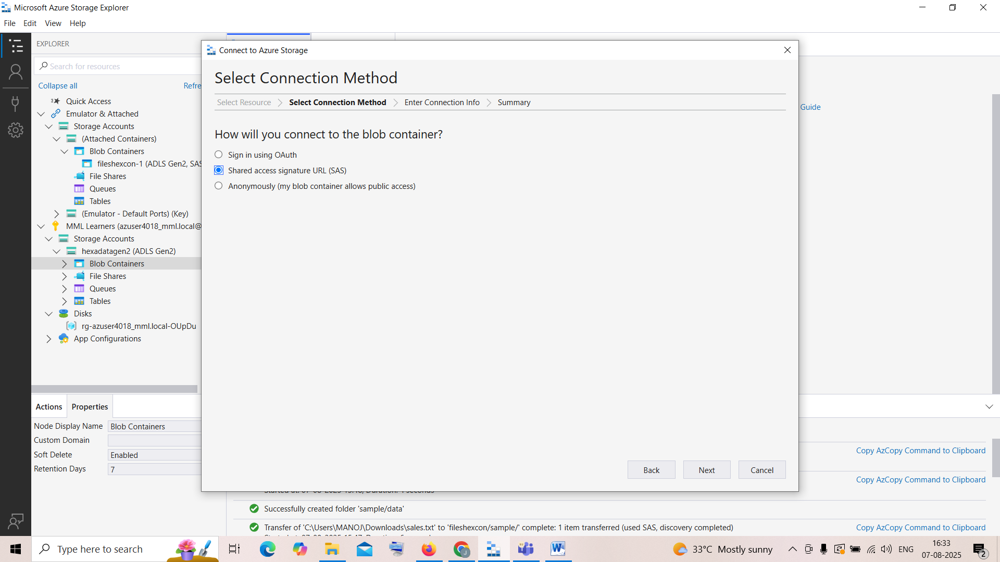 Microsoft Azure Storage Explorer
File Edit View Help
EXPLORER
Search for resources
Collapse all Refre
Quick Access
Emulator & Attached
Storage Accounts
(Attached Containers)
Blob Containers
fileshexcon-1 (ADLS Gen2, SAS
File Shares
Queues
Tables
(Emulator - Default Ports) (Key)
MML Learners (azuser4018_mml.local@
Storage Accounts
hexadatagen2 (ADLS Gen2)
Blob Containers
File Shares
Queues
Tables
Disks
rg-azuser4018_mml.local-OUpDu
App Configurations
Actions Properties
Node Display Name Blob Containers
Custom Domain
Soft Delete Enabled
Retention Days 7
Connect to Azure Storage
Select Connection Method
Select Resource Select Connection Method Enter Connection Info Summary
How will you connect to the blob container?
Sign in using OAuth
Shared access signature URL (SAS)
Anonymously (my blob container allows public access)
Back Next Cancel
Guide
Copy AzCopy Command to Clipboard
Copy AzCopy Command to Clipboard
Successfully created folder 'sample/data'
Transfer of 'C:\Users\MANOJ\Downloads\sales.txt' to 'fileshexcon/sample/' complete: 1 item transferred (used SAS, discovery completed)
Copy AzCopy Command to Clipboard
Type here to search
33°C Mostly sunny
ENG
16:33
07-08-2025
2